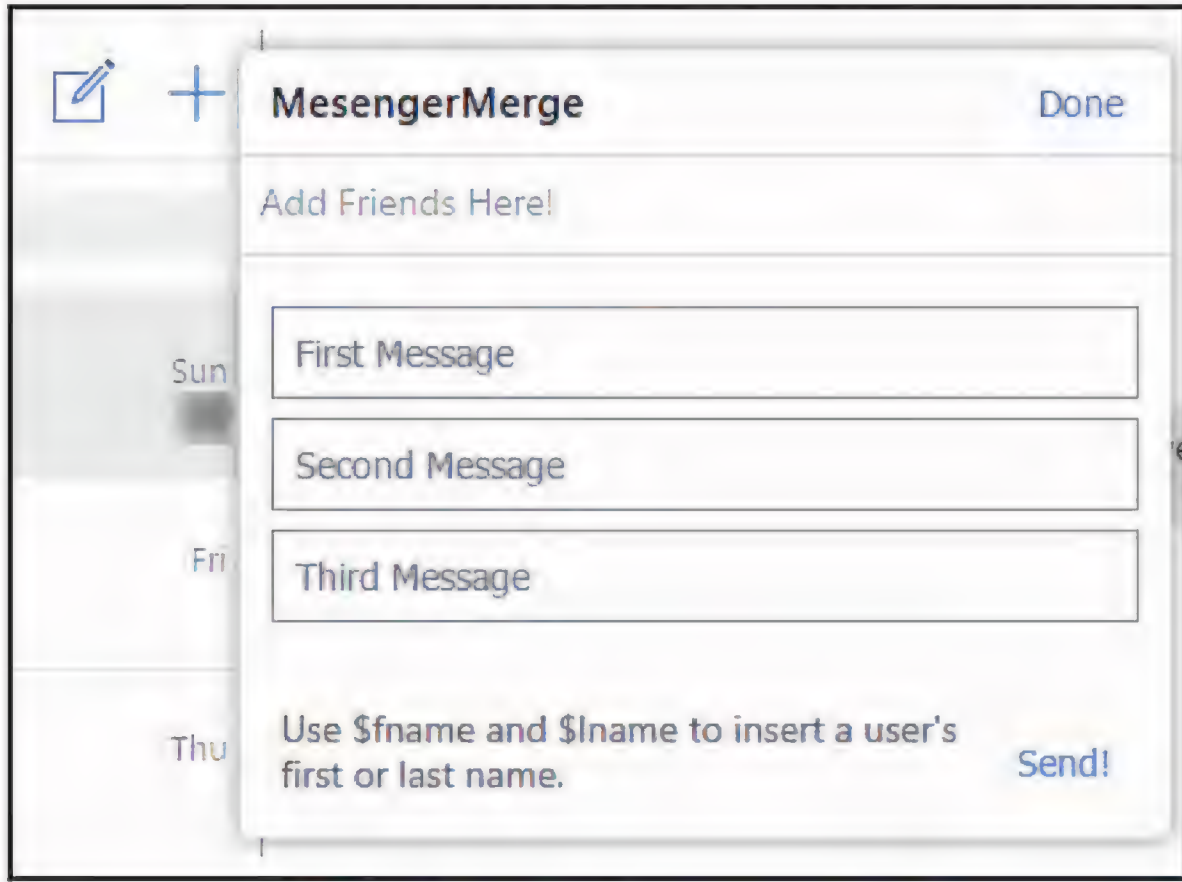 MesengerMerge
Done
Add Friends Here!
First Message
Sun
Second Message
Fri
Third Message
Thu
Use $fname and $lname to insert a user's
first or last name.
Send!